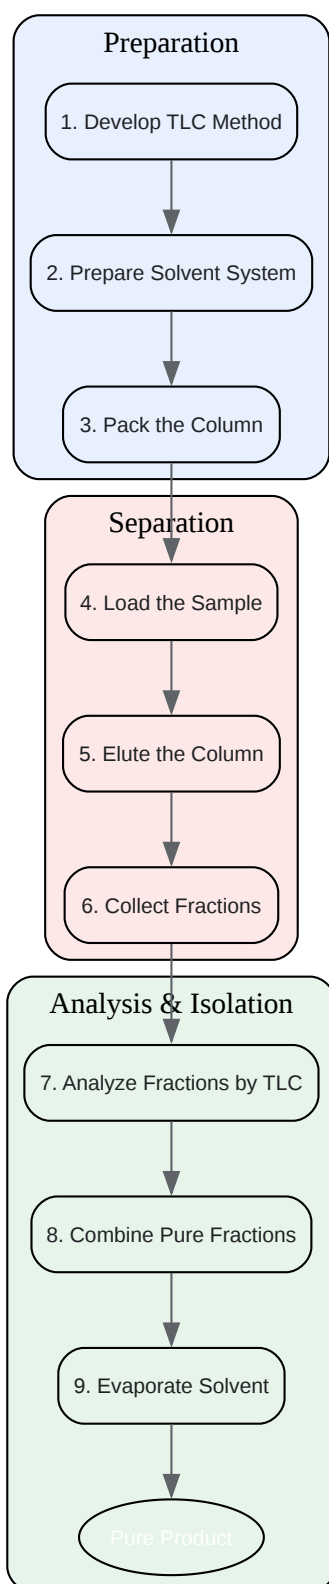 Preparation
1. Develop TLC Method
2. Prepare Solvent System
3. Pack the Column
Separation
4. Load the Sample
5. Elute the Column
6. Collect Fractions
Analysis & Isolation
7. Analyze Fractions by TLC
8. Combine Pure Fractions
9. Evaporate Solvent
Pure Product